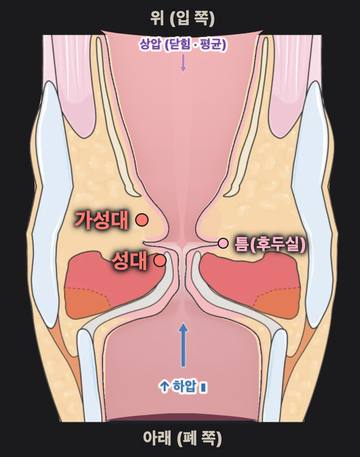 위 (입 쪽)
상압 (닫힘 · 평균)
가성대
틈(후두실)
성대
↑ 하압 ▮
아래 (폐 쪽)